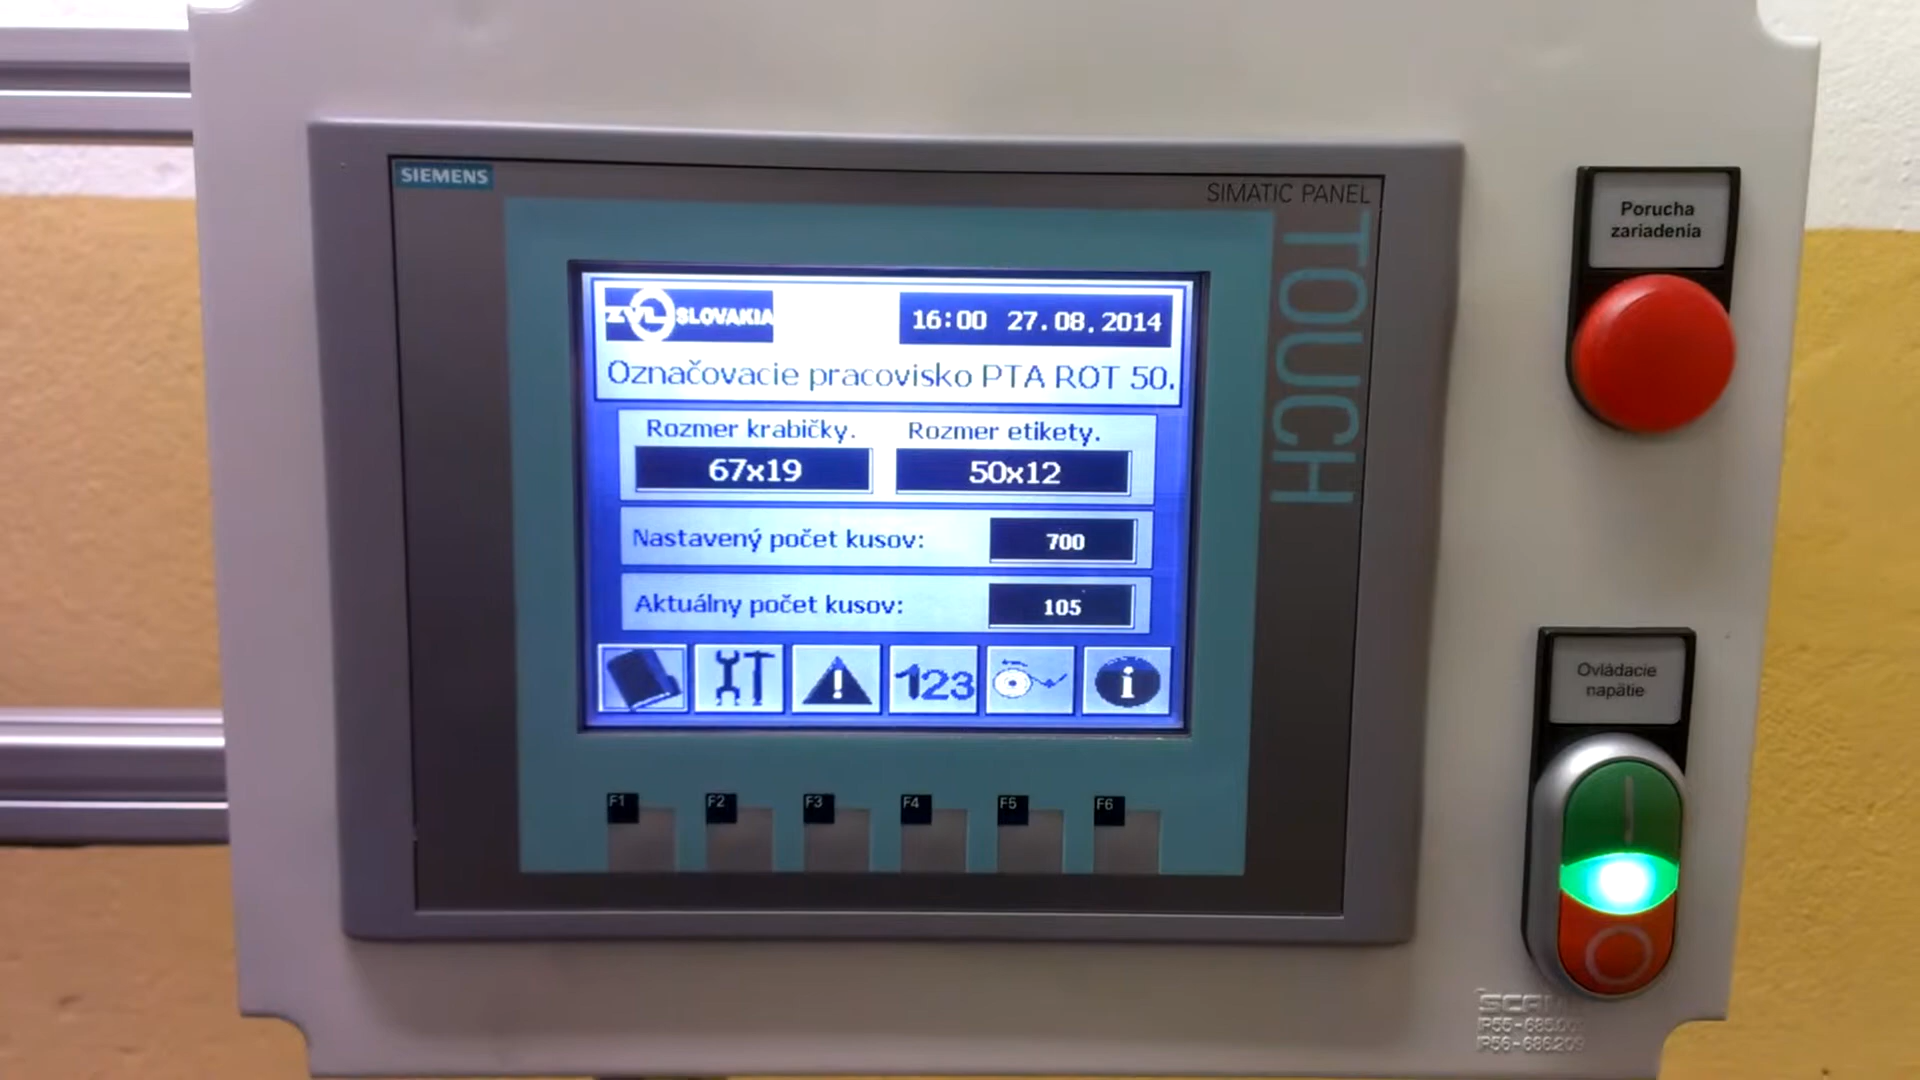 SIEMENS
SIMATIC PANEL
TOUCH
ZVL SLOVAKIA
16:00 27.08.2014
Označovacie pracovisko PTA ROT 50.
Rozmer krabičky. Rozmer etikety.
67x19 50x12
Nastavený počet kusov: 700
Aktuálny počet kusov: 105
123
i
F1 F2 F3 F4 F5 F6
Porucha
zariadenia
Ovládacie
napätie